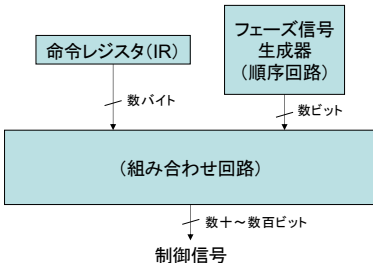 命令レジスタ(IR)
フェーズ信号
生成器
(順序回路)
数バイト
数ビット
(組み合わせ回路)
数十～数百ビット
制御信号